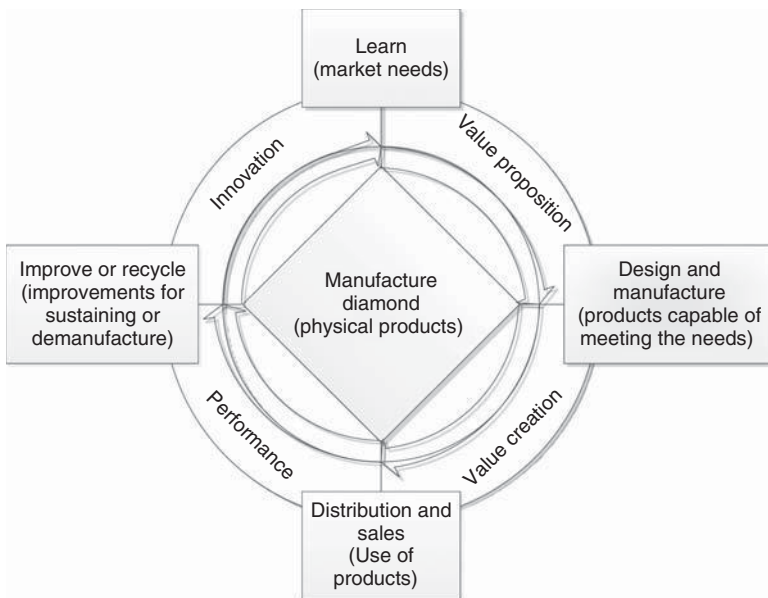 Learn
(market needs)
Innovation
Value proposition
Improve or recycle
(improvements for
sustaining or
demanufacture)
Manufacture
diamond
(physical products)
Design and
manufacture
(products capable of
meeting the needs)
Performance
Value creation
Distribution and
sales
(Use of
products)